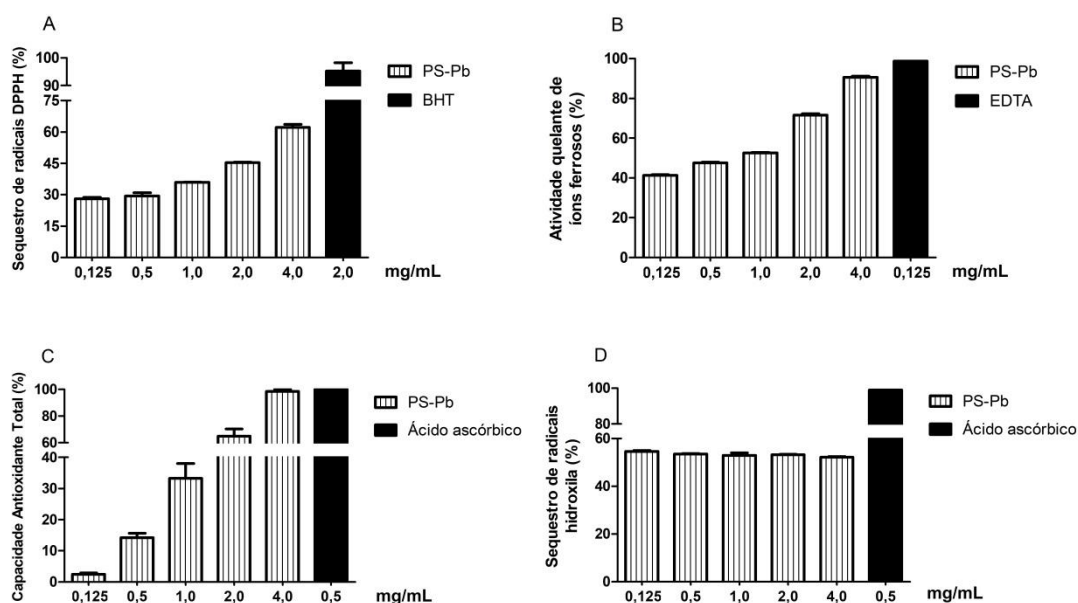 A
Sequestro de radicais DPPH (%)
100
90
75
60
45
30
15
0
0,125 0,5 1,0 2,0 4,0 2,0 mg/mL
PS-Pb
BHT
B
Atividade quelante de
íons ferrosos (%)
100
80
60
40
20
0
0,125 0,5 1,0 2,0 4,0 0,125 mg/mL
PS-Pb
EDTA
C
Capacidade Antioxidante Total (%)
100
80
60
40
30
20
10
0
0,125 0,5 1,0 2,0 4,0 0,5 mg/mL
PS-Pb
Ácido ascórbico
D
Sequestro de radicais
hidroxila (%)
100
80
60
40
20
0
0,125 0,5 1,0 2,0 4,0 0,5 mg/mL
PS-Pb
Ácido ascórbico